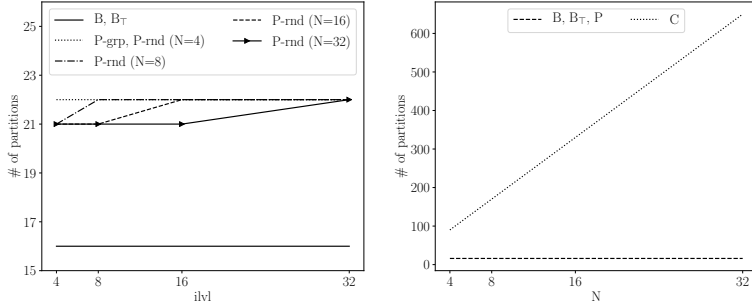 B, B⊤
P-grp, P-rnd (N=4)
P-rnd (N=8)
P-rnd (N=16)
P-rnd (N=32)
# of partitions
25
23
21
19
17
15
4 8 16 32
ilvl
B, B⊤, P
C
# of partitions
600
500
400
300
200
100
0
4 8 16 32
N